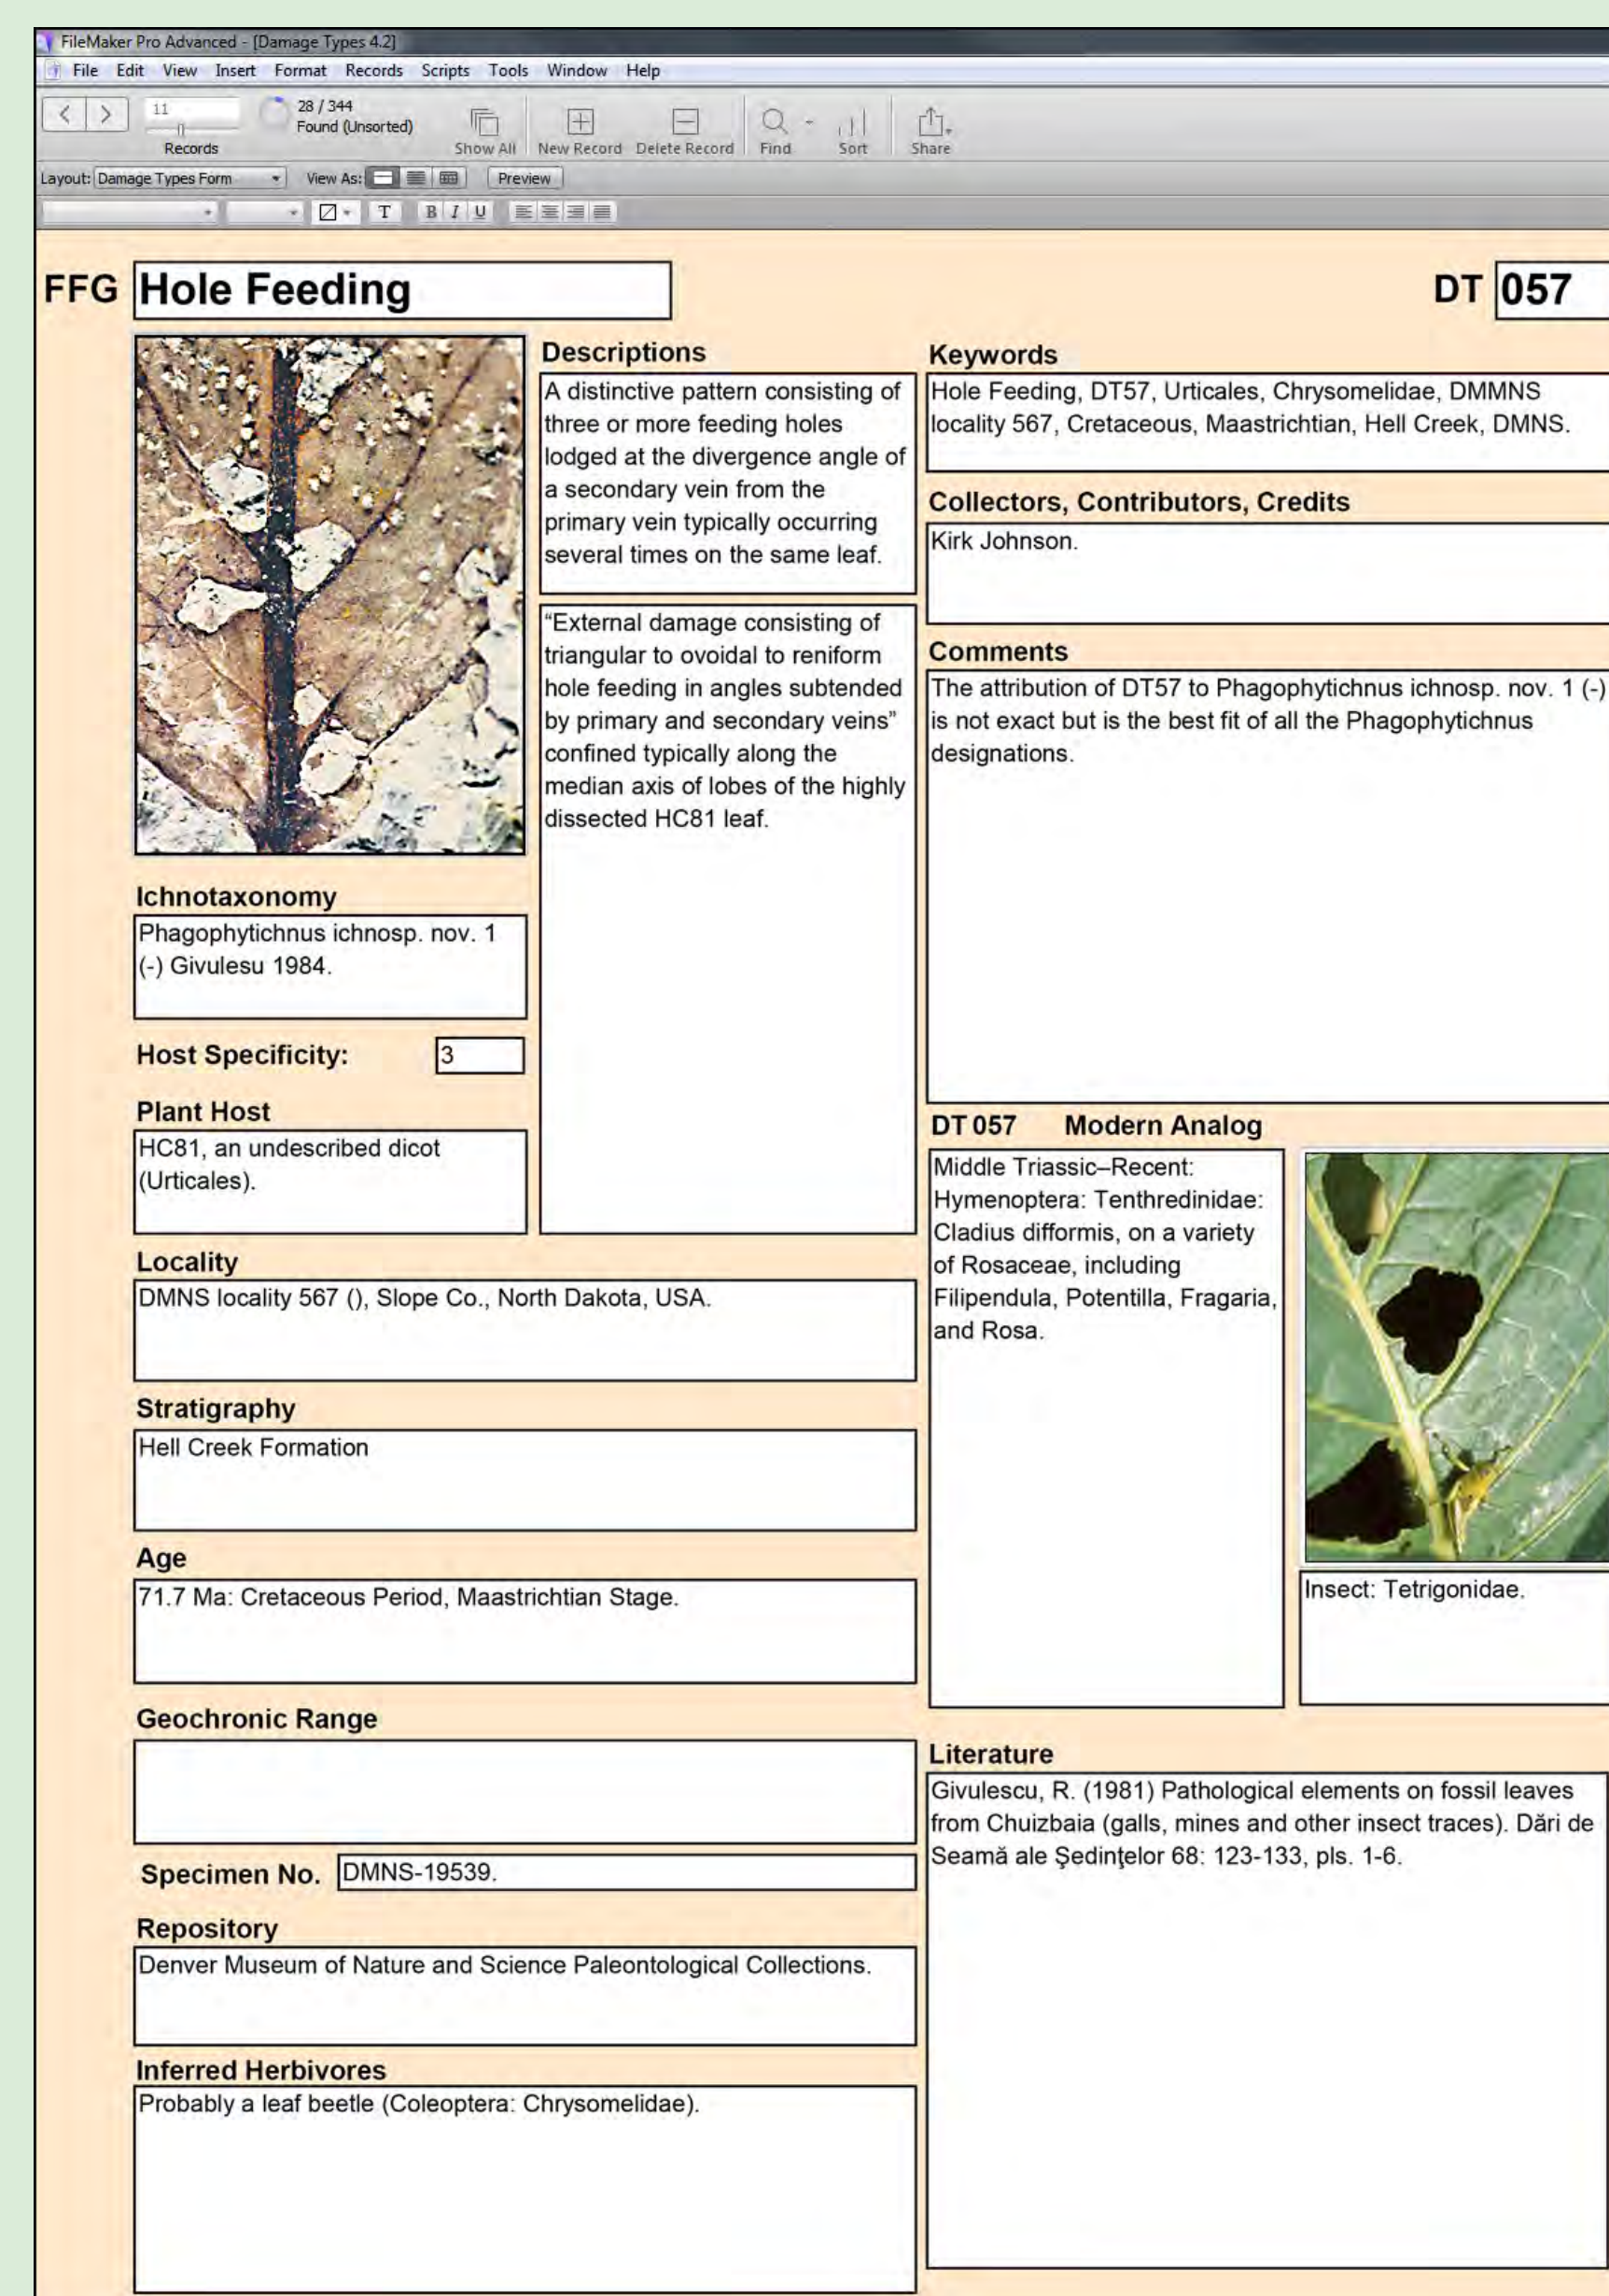 FileMaker Pro Advanced - [Damage Types 4.2]
File Edit View Insert Format Records Scripts Tools Window Help
11
28 / 344
Found (Unsorted)
Records
Show All New Record Delete Record Find Sort Share
Layout: Damage Types Form View As: Preview
T B I U
FFG Hole Feeding
DT 057
Descriptions
A distinctive pattern consisting of
three or more feeding holes
lodged at the divergence angle of
a secondary vein from the
primary vein typically occurring
several times on the same leaf.
“External damage consisting of
triangular to ovoidal to reniform
hole feeding in angles subtended
by primary and secondary veins”
confined typically along the
median axis of lobes of the highly
dissected HC81 leaf.
Ichnotaxonomy
Phagophytichnus ichnosp. nov. 1
(-) Givulesu 1984.
Host Specificity: 3
Plant Host
HC81, an undescribed dicot
(Urticales).
Locality
DMNS locality 567 (), Slope Co., North Dakota, USA.
Stratigraphy
Hell Creek Formation
Age
71.7 Ma: Cretaceous Period, Maastrichtian Stage.
Geochronic Range
Specimen No. DMNS-19539.
Repository
Denver Museum of Nature and Science Paleontological Collections.
Inferred Herbivores
Probably a leaf beetle (Coleoptera: Chrysomelidae).
Keywords
Hole Feeding, DT57, Urticales, Chrysomelidae, DMMNS
locality 567, Cretaceous, Maastrichtian, Hell Creek, DMNS.
Collectors, Contributors, Credits
Kirk Johnson.
Comments
The attribution of DT57 to Phagophytichnus ichnosp. nov. 1 (-)
is not exact but is the best fit of all the Phagophytichnus
designations.
DT 057 Modern Analog
Middle Triassic–Recent:
Hymenoptera: Tenthredinidae:
Cladius difformis, on a variety
of Rosaceae, including
Filipendula, Potentilla, Fragaria,
and Rosa.
Insect: Tetrigonidae.
Literature
Givulescu, R. (1981) Pathological elements on fossil leaves
from Chuizbaia (galls, mines and other insect traces). Dări de
Seamă ale Şedinţelor 68: 123-133, pls. 1-6.